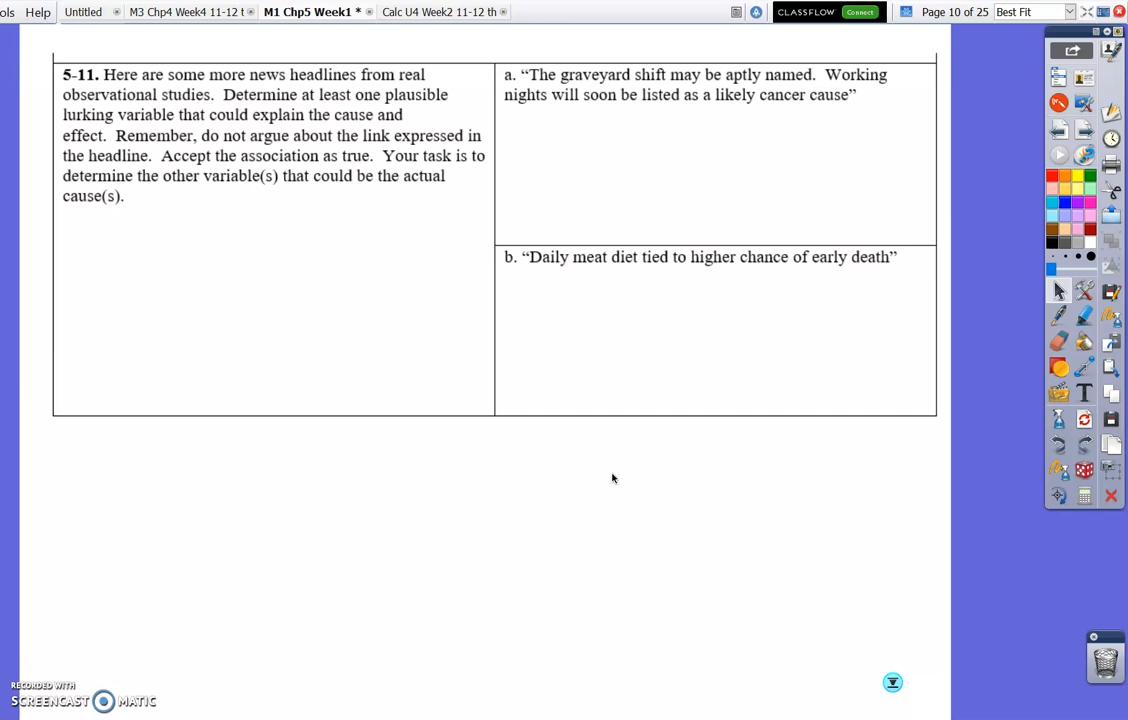 ols Help Untitled M3 Chp4 Week4 11-12 t M1 Chp5 Week1 * Calc U4 Week2 11-12 th CLASSFLOW Connect Page 10 of 25 Best Fit
5-11. Here are some more news headlines from real
observational studies. Determine at least one plausible
lurking variable that could explain the cause and
effect. Remember, do not argue about the link expressed in
the headline. Accept the association as true. Your task is to
determine the other variable(s) that could be the actual
cause(s).
a. “The graveyard shift may be aptly named. Working
nights will soon be listed as a likely cancer cause”
b. “Daily meat diet tied to higher chance of early death”
T
RECORDED WITH
SCREENCAST MATIC